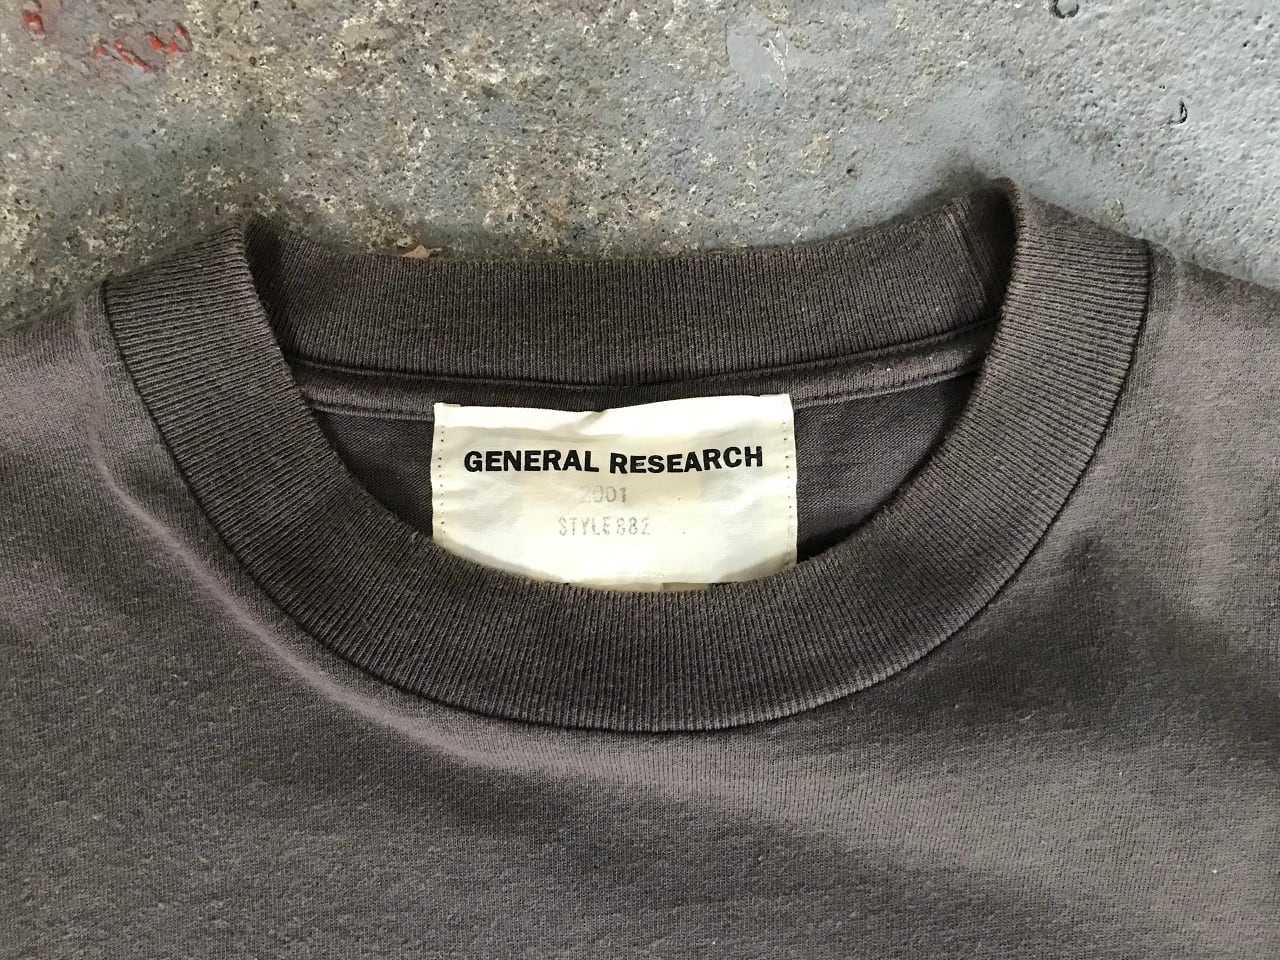 GENERAL RESEARCH
2001
STYLE 882